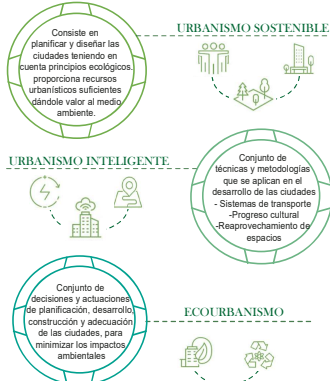 Consiste en
planificar y diseñar las
ciudades teniendo en
cuenta principios ecológicos.
proporciona recursos
urbanísticos suficientes
dándole valor al medio
ambiente.
URBANISMO SOSTENIBLE
URBANISMO INTELIGENTE
Conjunto de
técnicas y metodologías
que se aplican en el
desarrollo de las ciudades
- Sistemas de transporte
-Progreso cultural
-Reaprovechamiento de
espacios
Conjunto de
decisiones y actuaciones
de planificación, desarrollo,
construcción y adecuación
de las ciudades, para
minimizar los impactos
ambientales
ECOURBANISMO